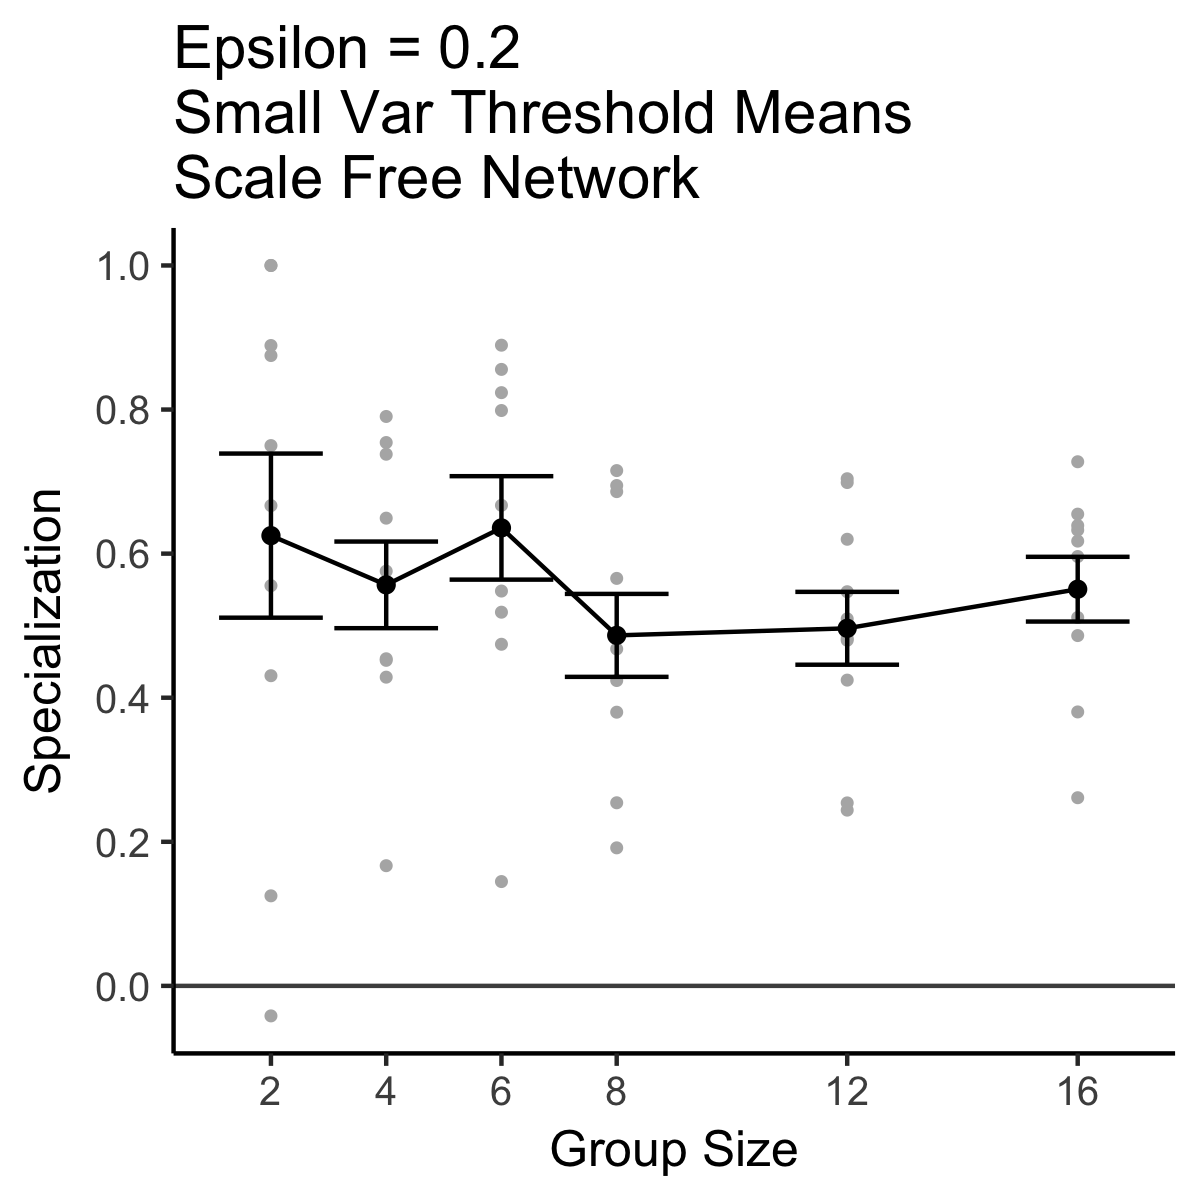 Epsilon = 0.2
Small Var Threshold Means
Scale Free Network
Specialization
1.0
0.8
0.6
0.4
0.2
0.0
2 4 6 8 12 16
Group Size